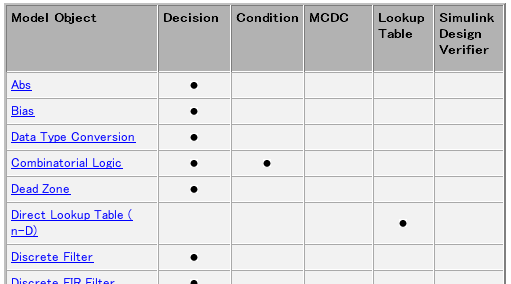 Model Object Decision Condition MCDC Lookup Table Simulink Design Verifier
Abs ●
Bias ●
Data Type Conversion ●
Combinatorial Logic ● ●
Dead Zone ●
Direct Lookup Table (
n-D) ●
Discrete Filter ●
Discrete FIR Filter ●